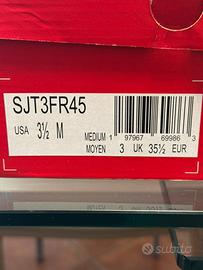 SJT3FR45
USA 3½ M
MEDIUM 1 97967 69986 3
MOYEN 3 UK 35½ EUR
subito